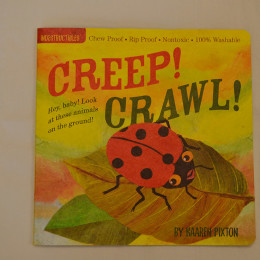 INDESTRUCTIBLES
Chew Proof • Rip Proof • Nontoxic • 100% Washable
CREEP!
CRAWL!
Hey, baby! Look
at those animals
on the ground!
BY KAAREN PIXTON